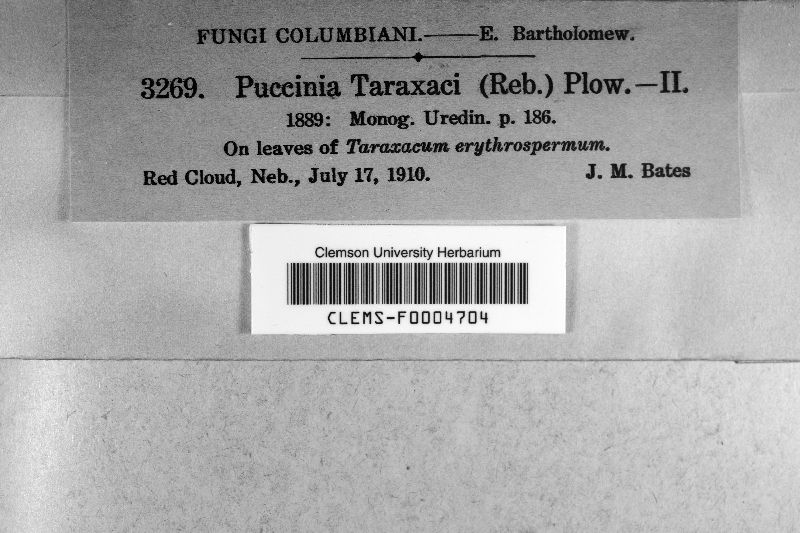 FUNGI COLUMBIANI.——E. Bartholomew.
3269. Puccinia Taraxaci (Reb.) Plow.—II.
1889: Monog. Uredin. p. 186.
On leaves of Taraxacum erythrospermum.
Red Cloud, Neb., July 17, 1910. J. M. Bates
Clemson University Herbarium
CLEMS-F0004704